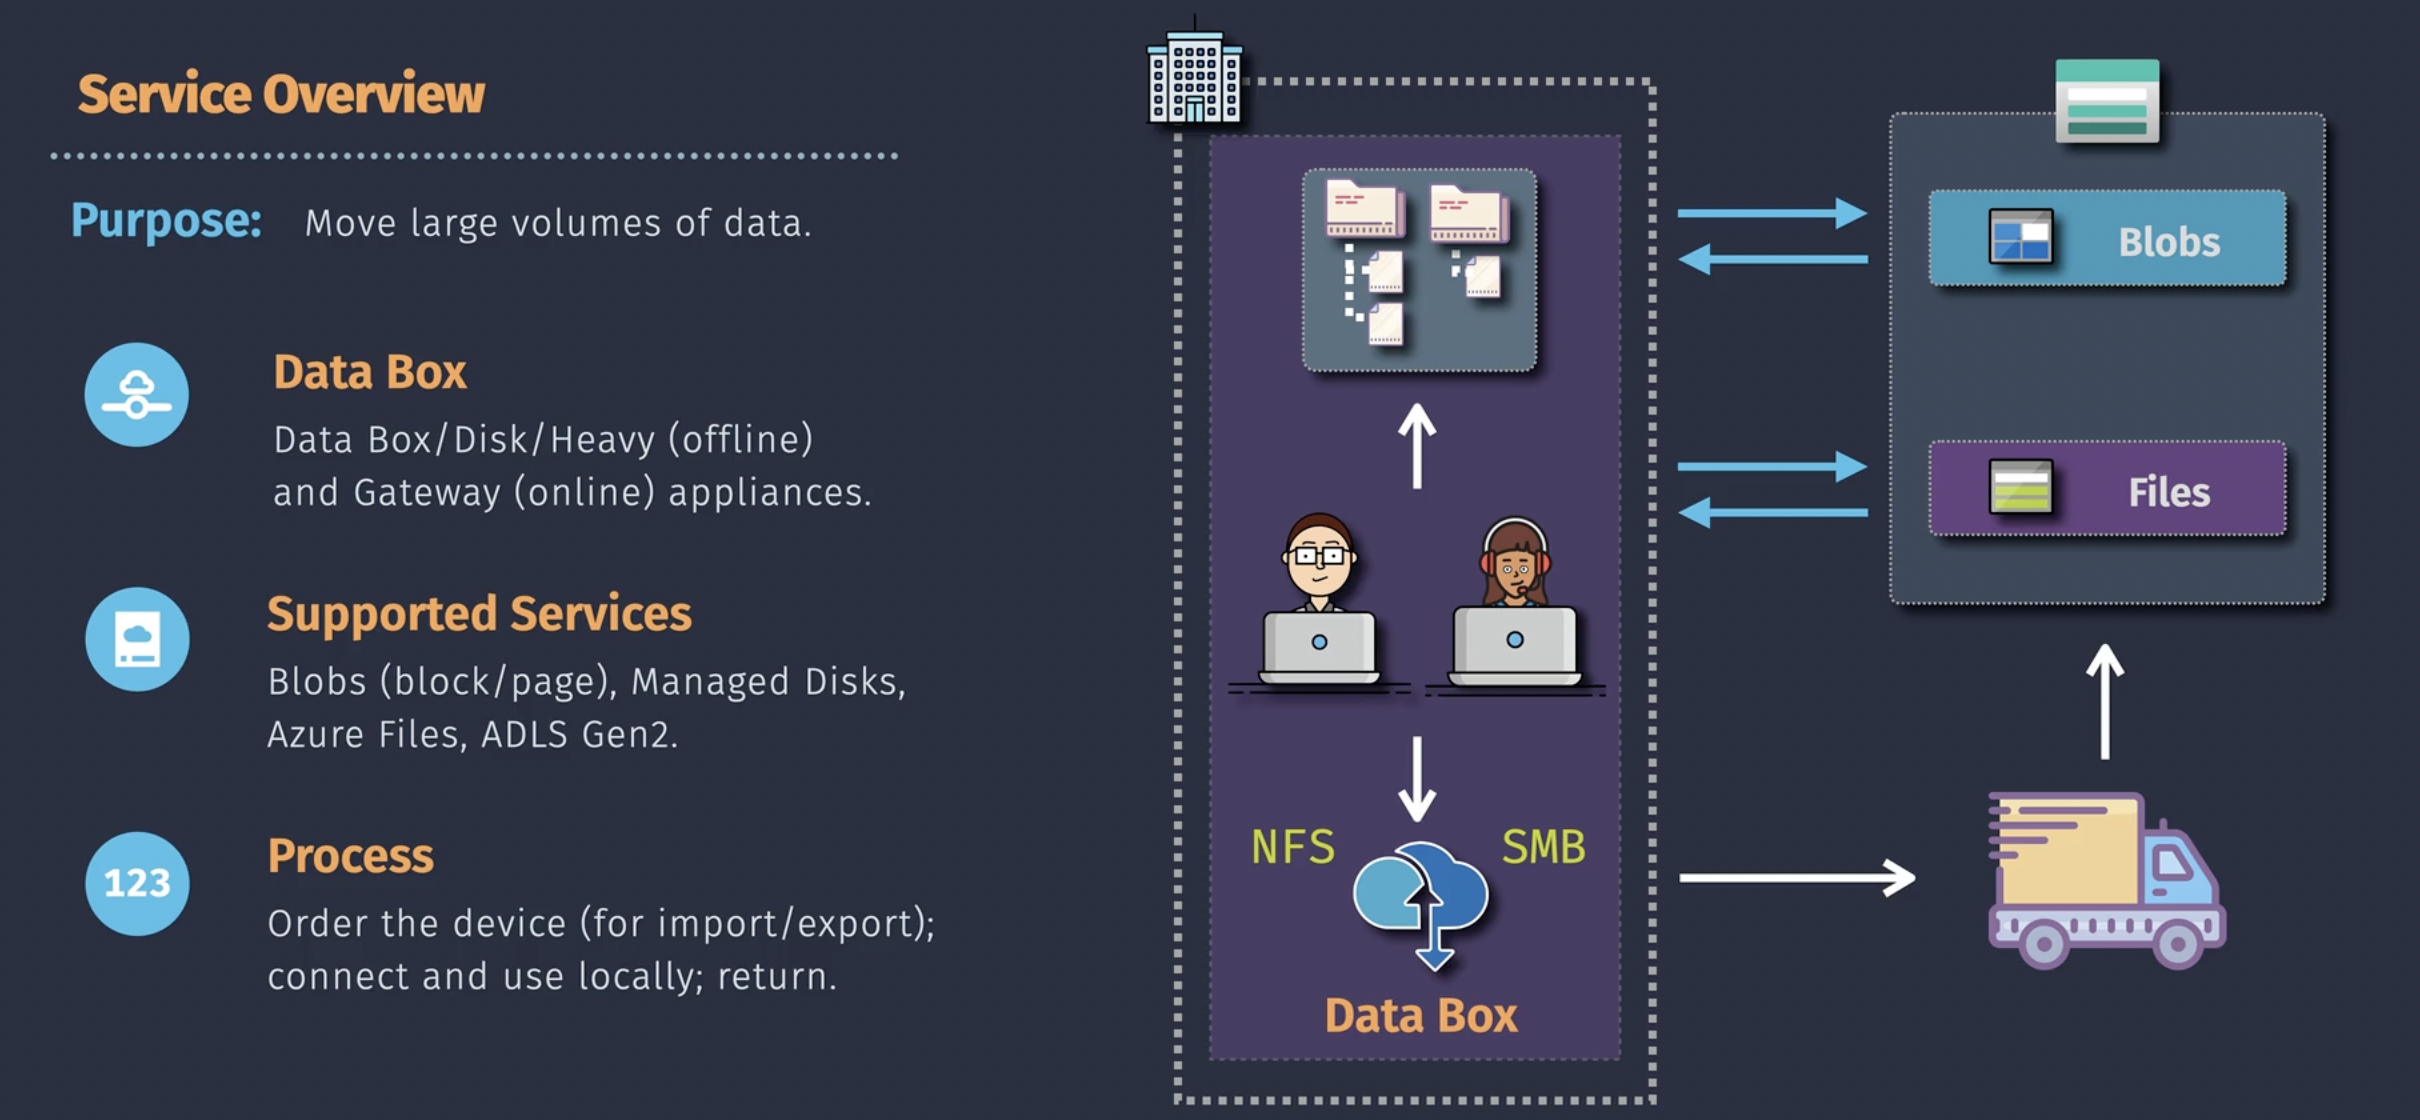 Service Overview
Purpose: Move large volumes of data.
Data Box
Data Box/Disk/Heavy (offline)
and Gateway (online) appliances.
Supported Services
Blobs (block/page), Managed Disks,
Azure Files, ADLS Gen2.
123
Process
Order the device (for import/export);
connect and use locally; return.
NFS
SMB
Data Box
Blobs
Files